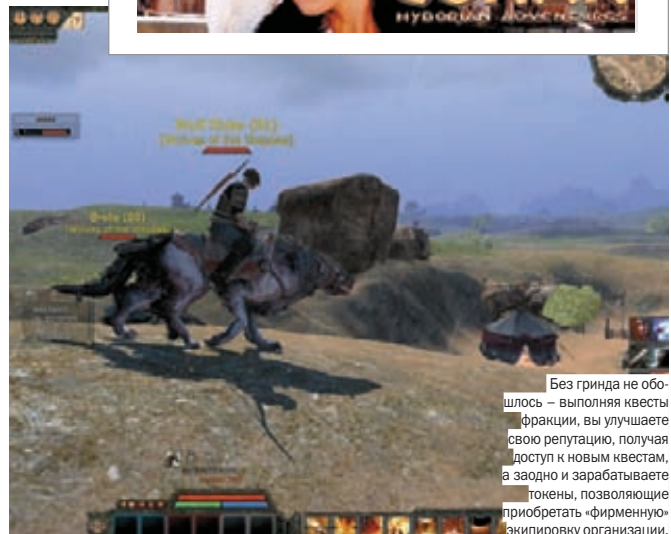 HYBORIAN ADVENTURES
Без гринда не обо-
шлось – выполняя квесты
фракции, вы улучшаете
свою репутацию, получая
доступ к новым квестам,
а заодно и зарабатываете
токены, позволяющие
приобретать «фирменную»
экипировку организации.